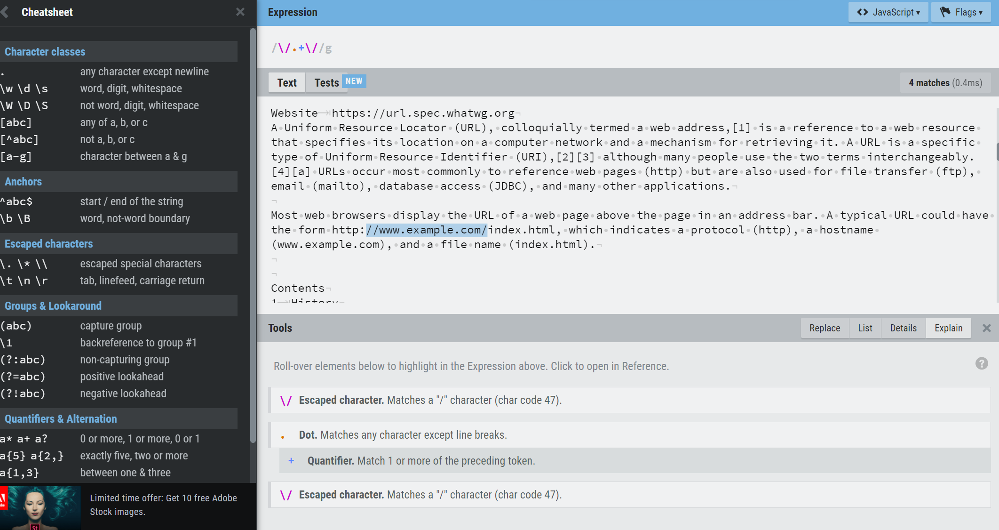 Cheatsheet
Character classes
. any character except newline
\w \d \s word, digit, whitespace
\W \D \S not word, digit, whitespace
[abc] any of a, b, or c
[^abc] not a, b, or c
[a-g] character between a & g
Anchors
^abc$ start / end of the string
\b \B word, not-word boundary
Escaped characters
\. \* \\ escaped special characters
\t \n \r tab, linefeed, carriage return
Groups & Lookaround
(abc) capture group
\1 backreference to group #1
(?:abc) non-capturing group
(?=abc) positive lookahead
(?!abc) negative lookahead
Quantifiers & Alternation
a* a+ a? 0 or more, 1 or more, 0 or 1
a{5} a{2,} exactly five, two or more
a{1,3} between one & three
St
Limited time offer: Get 10 free Adobe
Stock images.
Expression
<> JavaScript ▾ Flags ▾
/\/.+\//g
Text Tests NEW 4 matches (0.4ms)
Website https://url.spec.whatwg.org
A Uniform Resource Locator (URL), colloquially termed a web address,[1] is a reference to a web resource
that specifies its location on a computer network and a mechanism for retrieving it. A URL is a specific
type of Uniform Resource Identifier (URI),[2][3] although many people use the two terms interchangeably.
[4][a] URLs occur most commonly to reference web pages (http) but are also used for file transfer (ftp),
email (mailto), database access (JDBC), and many other applications.
Most web browsers display the URL of a web page above the page in an address bar. A typical URL could have
the form http://www.example.com/index.html, which indicates a protocol (http), a hostname
(www.example.com), and a file name (index.html).
Contents
1 History
Tools Replace List Details Explain
Roll-over elements below to highlight in the Expression above. Click to open in Reference. ?
\/ Escaped character. Matches a "/" character (char code 47).
. Dot. Matches any character except line breaks.
+ Quantifier. Match 1 or more of the preceding token.
\/ Escaped character. Matches a "/" character (char code 47).